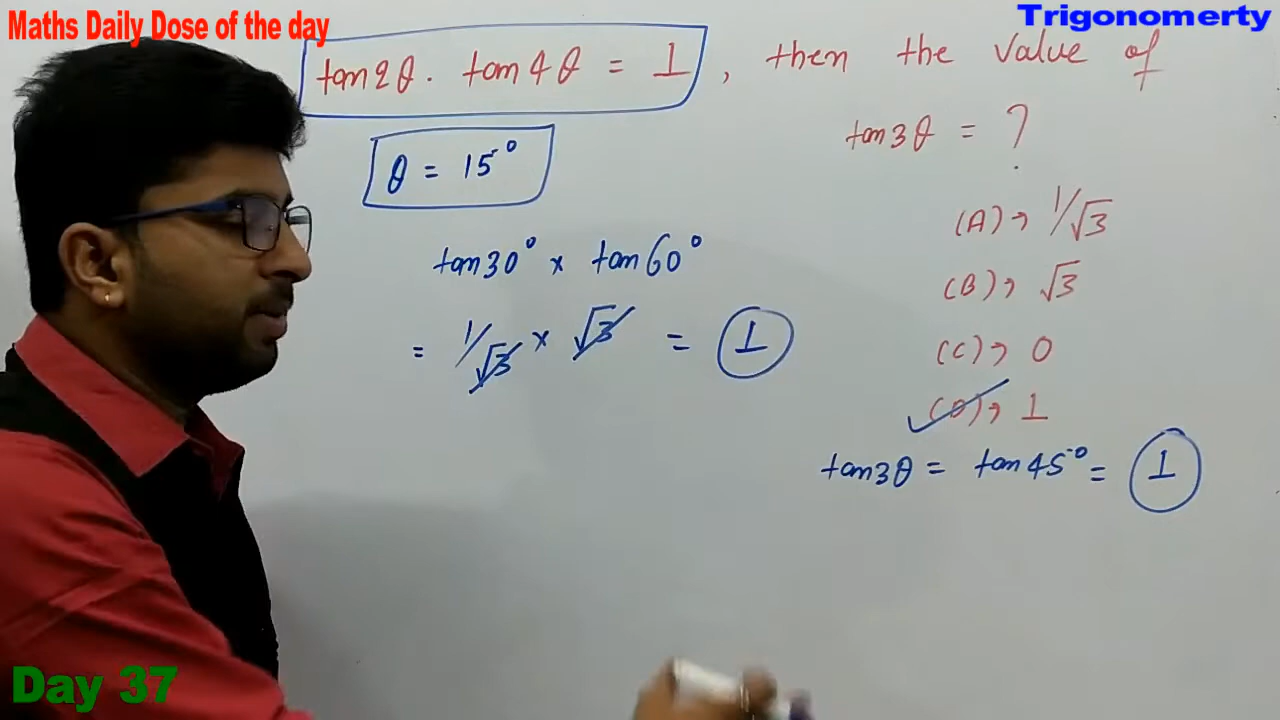 Maths Daily Dose of the day
Trigonomerty
tan2θ. tan4θ = 1, then the value of
tan3θ = ?
θ = 15°
(A) → 1/√3
tan30° x tan60°
(B) → √3
= 1/√3 x √3 = 1
(C) → 0
(D) → 1
tan3θ = tan45° = 1
Day 37